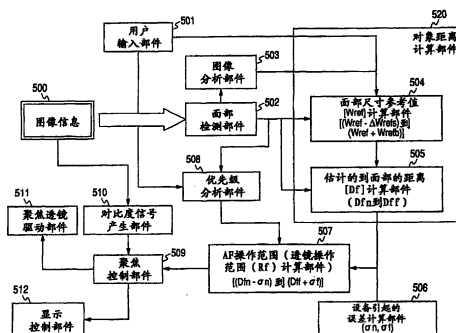 501
520
用户
输入部件
对象距离
计算部件
503
图像
分析部件
500
图像信息
502
面部
检测部件
504
面部尺寸参考值
[Wref]计算部件
[(Wref - ΔWrefs)到
(Wref + Wrefb)]
508
优先级
分析部件
505
估计的到面部的距离
[Df]计算部件
(Dfn到Dff)
511
聚焦透镜
驱动部件
510
对比度信号
产生部件
509
聚焦
控制部件
507
AF操作范围(透镜操作
范围(Rf)计算部件)
[(Dfn - σn)到(Dff + σf)]
512
显示
控制部件
506
设备引起的
误差计算部件
(σn, σf)